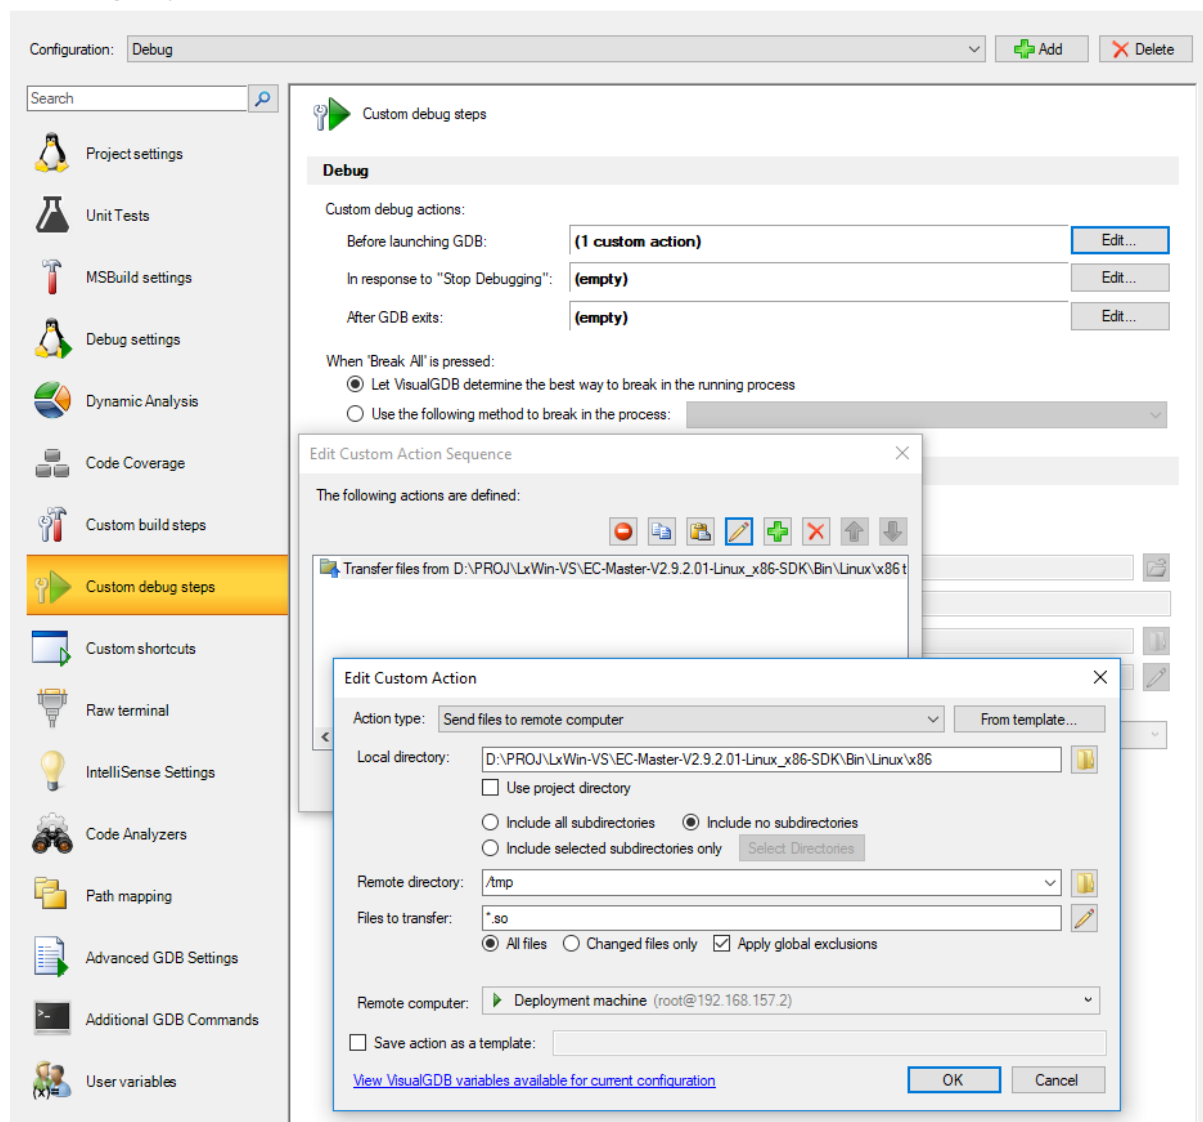 Configuration: Debug Add Delete
Search
Project settings
Unit Tests
MSBuild settings
Debug settings
Dynamic Analysis
Code Coverage
Custom build steps
Custom debug steps
Custom shortcuts
Raw terminal
IntelliSense Settings
Code Analyzers
Path mapping
Advanced GDB Settings
Additional GDB Commands
User variables
Custom debug steps
Debug
Custom debug actions:
Before launching GDB: (1 custom action) Edit...
In response to "Stop Debugging": (empty) Edit...
After GDB exits: (empty) Edit...
When 'Break All' is pressed:
Let VisualGDB determine the best way to break in the running process
Use the following method to break in the process:
Edit Custom Action Sequence
The following actions are defined:
Transfer files from D:\PROJ\LxWin-VS\EC-Master-V2.9.2.01-Linux_x86-SDK\Bin\Linux\x86 t
Edit Custom Action
Action type: Send files to remote computer From template...
Local directory: D:\PROJ\LxWin-VS\EC-Master-V2.9.2.01-Linux_x86-SDK\Bin\Linux\x86
Use project directory
Include all subdirectories Include no subdirectories
Include selected subdirectories only Select Directories
Remote directory: /tmp
Files to transfer: *.so
All files Changed files only Apply global exclusions
Remote computer: Deployment machine (root@192.168.157.2)
Save action as a template:
View VisualGDB variables available for current configuration OK Cancel